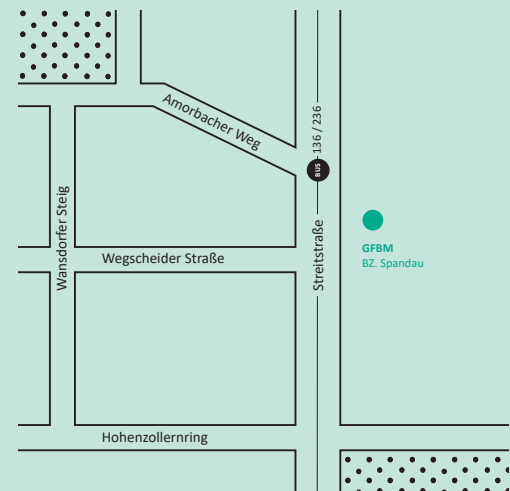 Amorbacher Weg
136 / 236
BUS
Wansdorfer Steig
Streitstraße
GFBM
BZ. Spandau
Wegscheider Straße
Hohenzollernring